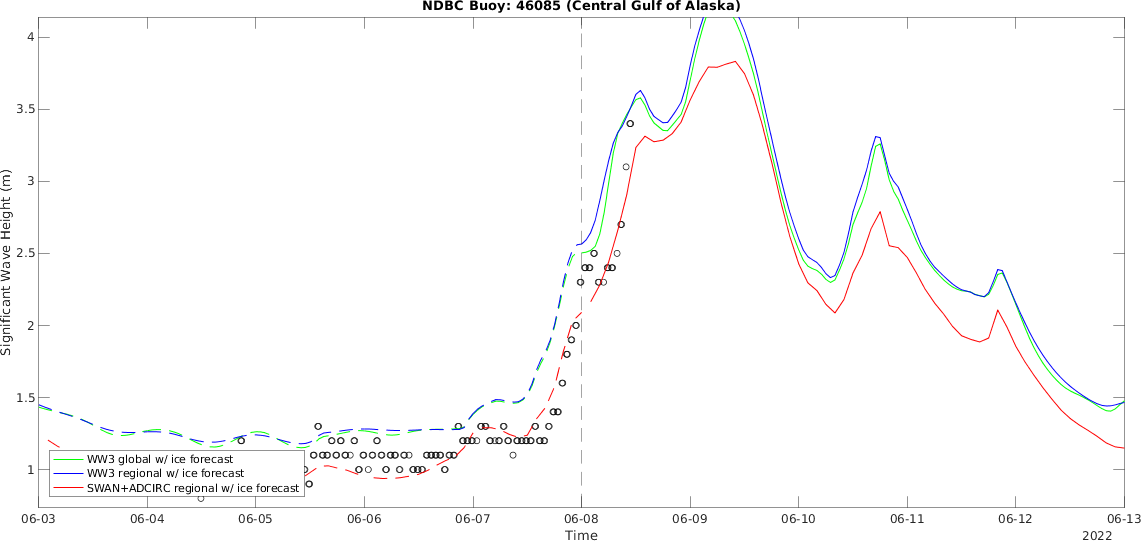 NDBC Buoy: 46085 (Central Gulf of Alaska)
4
3.5
3
2.5
2
1.5
1
Significant Wave Height (m)
WW3 global w/ ice forecast
WW3 regional w/ ice forecast
SWAN+ADCIRC regional w/ ice forecast
06-03 06-04 06-05 06-06 06-07 06-08 06-09 06-10 06-11 06-12 06-13
Time
2022